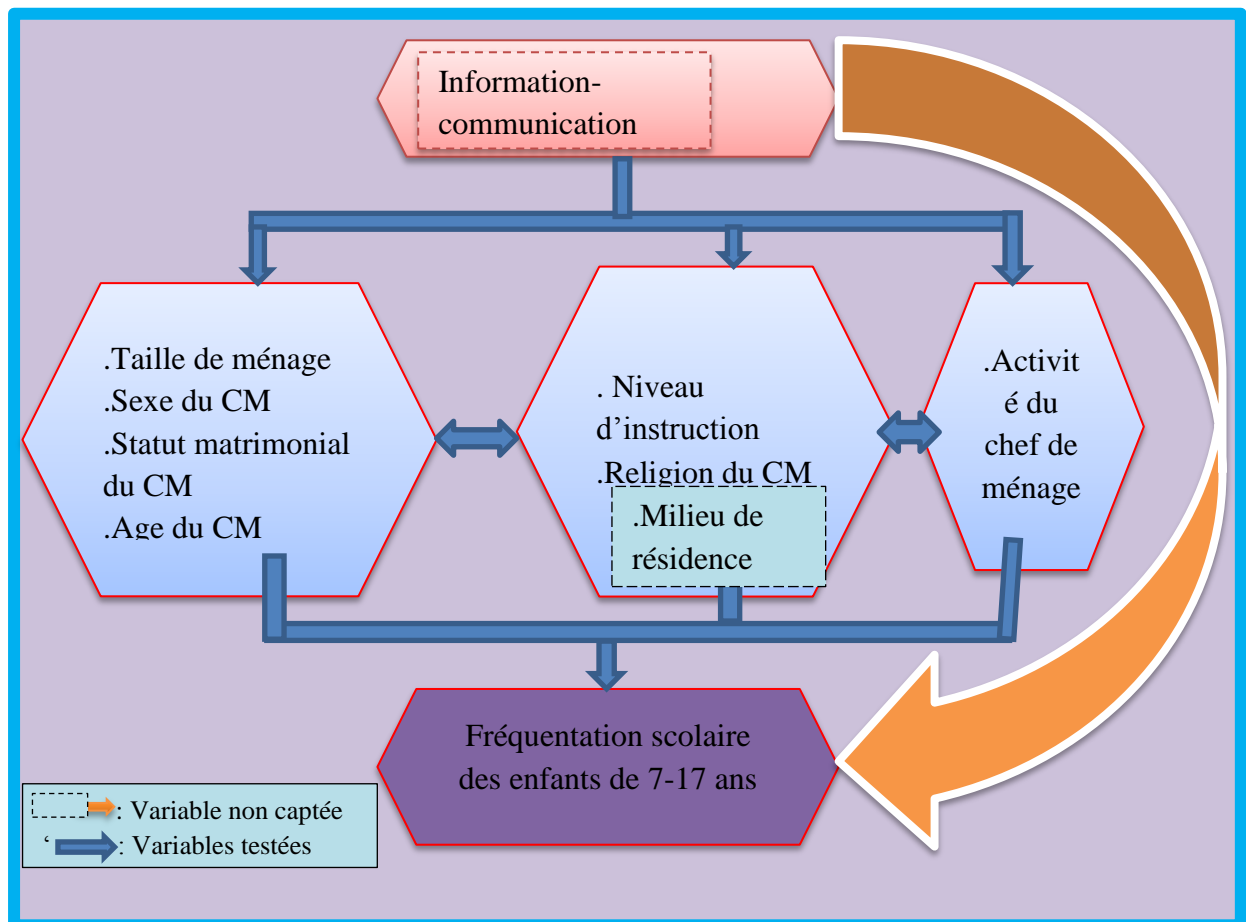 Information-
communication
.Taille de ménage
.Sexe du CM
.Statut matrimonial
du CM
.Age du CM
. Niveau
d’instruction
.Religion du CM
.Milieu de
résidence
.Activit
é du
chef de
ménage
Fréquentation scolaire
des enfants de 7-17 ans
: Variable non captée
‘ : Variables testées